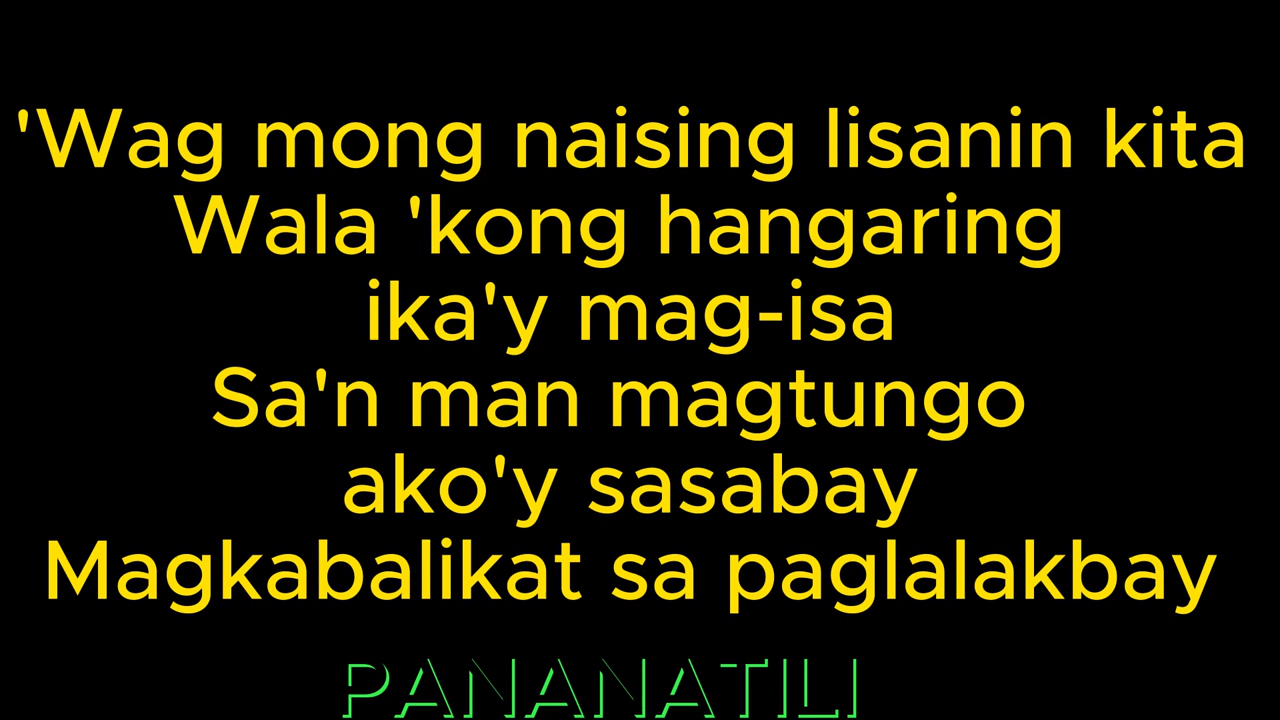 'Wag mong naising lisanin kita
Wala 'kong hangaring
ika'y mag-isa
Sa'n man magtungo
ako'y sasabay
Magkabalikat sa paglalakbay
PANANATILI